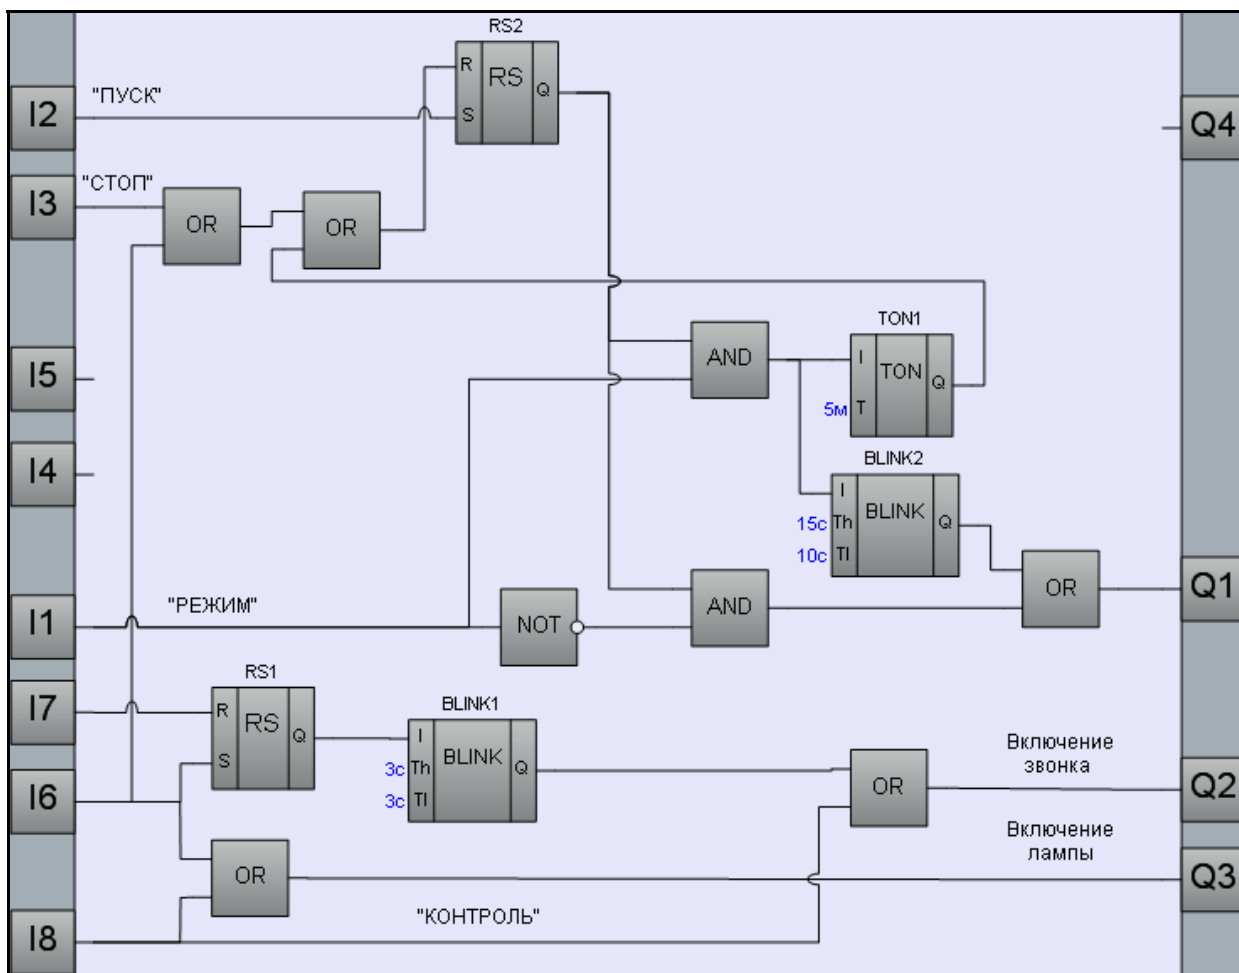 RS2
R
RS
Q
S
I2
"ПУСК"
Q4
I3
"СТОП"
OR
OR
I5
AND
TON1
I
TON
Q
5м
T
I4
BLINK2
I
BLINK
15с
Th
Q
10с
Tl
I1
"РЕЖИМ"
NOT
AND
OR
Q1
I7
RS1
R
RS
Q
S
BLINK1
I
BLINK
3с
Th
Q
3с
Tl
I6
OR
Включение
звонка
Q2
OR
Включение
лампы
Q3
I8
"КОНТРОЛЬ"